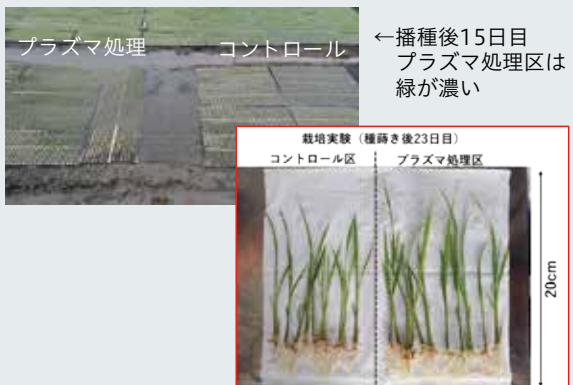 プラズマ処理
コントロール
←播種後15日目
プラズマ処理区は
緑が濃い
栽培実験(種蒔き後23日目)
コントロール区
プラズマ処理区
20cm